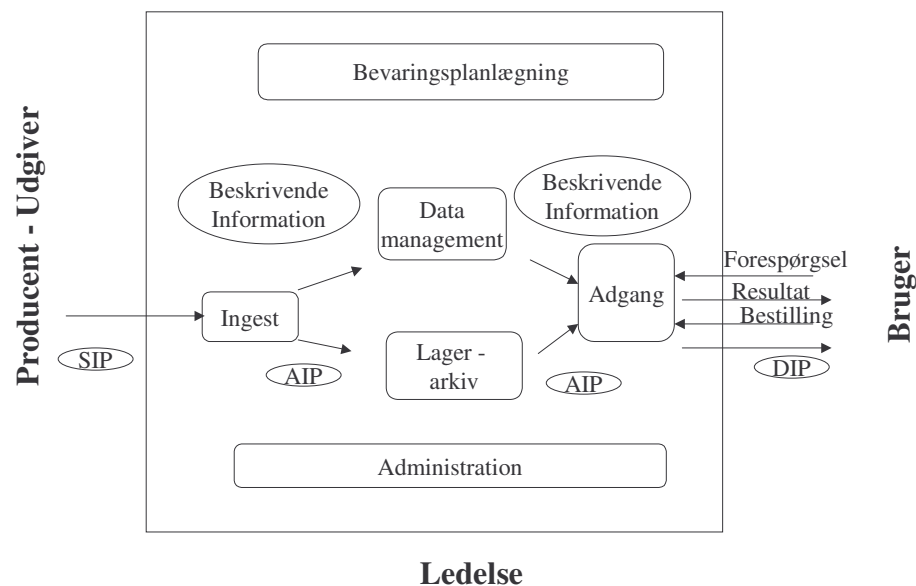 Bevaringsplanlægning
Producent - Udgiver
Beskrivende
Information
Beskrivende
Information
Data
management
Forespørgsel
Adgang
Resultat
Bestilling
Bruger
Ingest
SIP
AIP
Lager -
arkiv
AIP
DIP
Administration
Ledelse